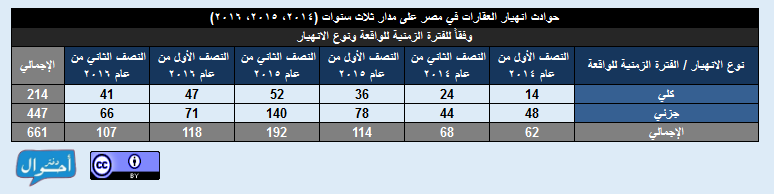 حوادث انهيار العقارات في مصر على مدار ثلاث سنوات (٢٠١٤، ٢٠١٥، ٢٠١٦)
وفقاً للفترة الزمنية للواقعة ونوع الانهيار
نوع الانهيار / الفترة الزمنية للواقعة النصف الأول من عام ٢٠١٤ النصف الثاني من عام ٢٠١٤ النصف الأول من عام ٢٠١٥ النصف الثاني من عام ٢٠١٥ النصف الأول من عام ٢٠١٦ النصف الثاني من عام ٢٠١٦ الإجمالي
كلي 14 24 36 52 47 41 214
جزئي 48 44 78 140 71 66 447
الإجمالي 62 68 114 192 118 107 661
دفتر أحوال
cc BY